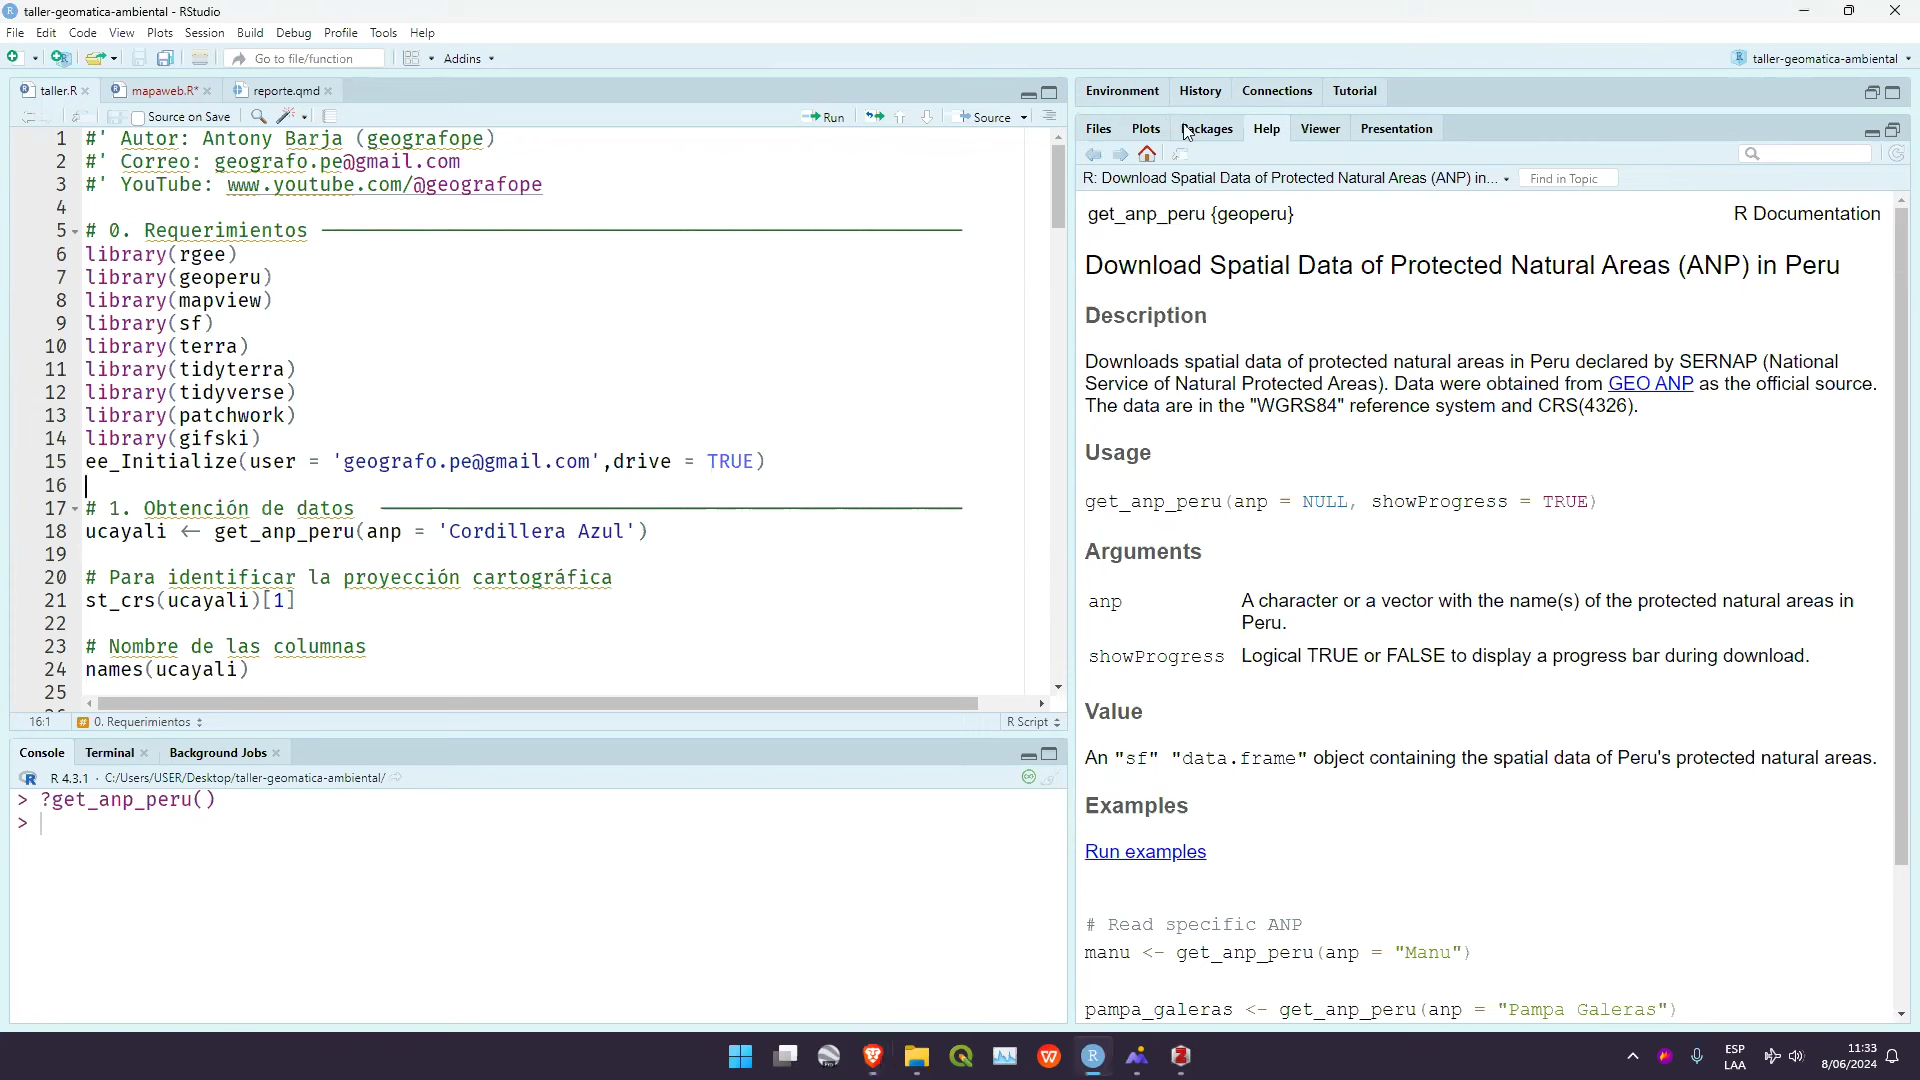 taller-geomatica-ambiental - RStudio
File Edit Code View Plots Session Build Debug Profile Tools Help
Go to file/function Addins taller-geomatica-ambiental
taller.R mapaweb.R* reporte.qmd
Source on Save Run Source
1 #' Autor: Antony Barja (geografope)
2 #' Correo: geografo.pe@gmail.com
3 #' YouTube: www.youtube.com/@geografope
4
5 # 0. Requerimientos
6 library(rgee)
7 library(geoperu)
8 library(mapview)
9 library(sf)
10 library(terra)
11 library(tidyterra)
12 library(tidyverse)
13 library(patchwork)
14 library(gifski)
15 ee_Initialize(user = 'geografo.pe@gmail.com',drive = TRUE)
16
17 # 1. Obtención de datos
18 ucayali <- get_anp_peru(anp = 'Cordillera Azul')
19
20 # Para identificar la proyección cartográfica
21 st_crs(ucayali)[1]
22
23 # Nombre de las columnas
24 names(ucayali)
25
16:1 # 0. Requerimientos R Script
Console Terminal Background Jobs
R 4.3.1 · C:/Users/USER/Desktop/taller-geomatica-ambiental/
> ?get_anp_peru()
>
Environment History Connections Tutorial
Files Plots Packages Help Viewer Presentation
R: Download Spatial Data of Protected Natural Areas (ANP) in... Find in Topic
get_anp_peru {geoperu} R Documentation
Download Spatial Data of Protected Natural Areas (ANP) in Peru
Description
Downloads spatial data of protected natural areas in Peru declared by SERNAP (National
Service of Natural Protected Areas). Data were obtained from GEO ANP as the official source.
The data are in the "WGRS84" reference system and CRS(4326).
Usage
get_anp_peru(anp = NULL, showProgress = TRUE)
Arguments
anp A character or a vector with the name(s) of the protected natural areas in
Peru.
showProgress Logical TRUE or FALSE to display a progress bar during download.
Value
An "sf" "data.frame" object containing the spatial data of Peru's protected natural areas.
Examples
Run examples
# Read specific ANP
manu <- get_anp_peru(anp = "Manu")
pampa_galeras <- get_anp_peru(anp = "Pampa Galeras")
ESP
LAA
11:33
8/06/2024